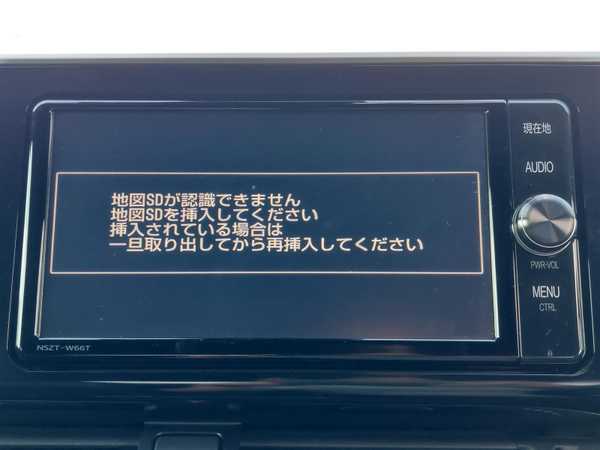 地図SDが認識できません
地図SDを挿入してください
挿入されている場合は
一旦取り出してから再挿入してください
現在地
AUDIO
PWR·VOL
MENU
CTRL
NSZT-W66T